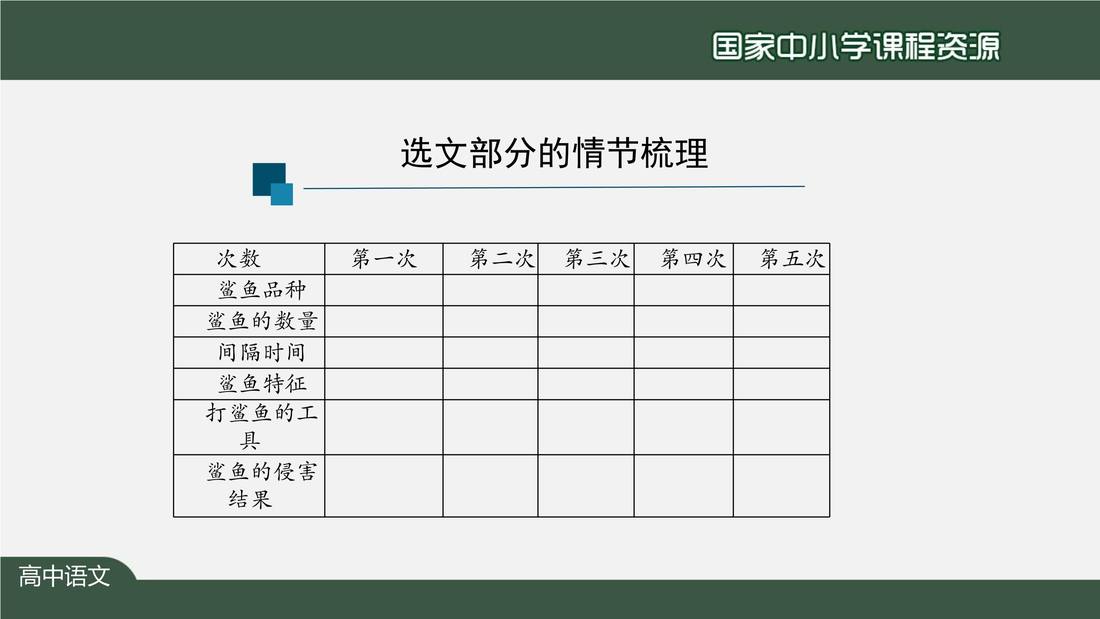 国家中小学课程资源
选文部分的情节梳理
次数 第一次 第二次 第三次 第四次 第五次
鲨鱼品种
鲨鱼的数量
间隔时间
鲨鱼特征
打鲨鱼的工
具
鲨鱼的侵害
结果
高中语文